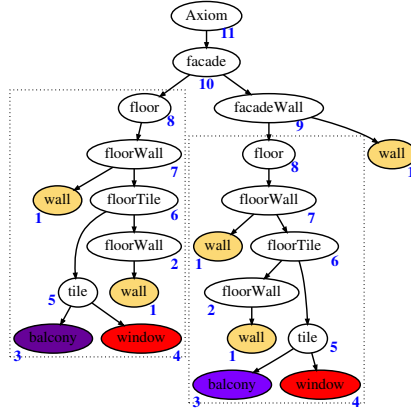 Axiom
11
facade
10
floor
8
facadeWall
9
floorWall
7
floor
8
wall
1
wall
1
floorTile
6
floorWall
7
floorWall
2
wall
1
floorTile
6
tile
5
wall
1
floorWall
2
balcony
3
window
4
wall
1
tile
5
balcony
3
window
4